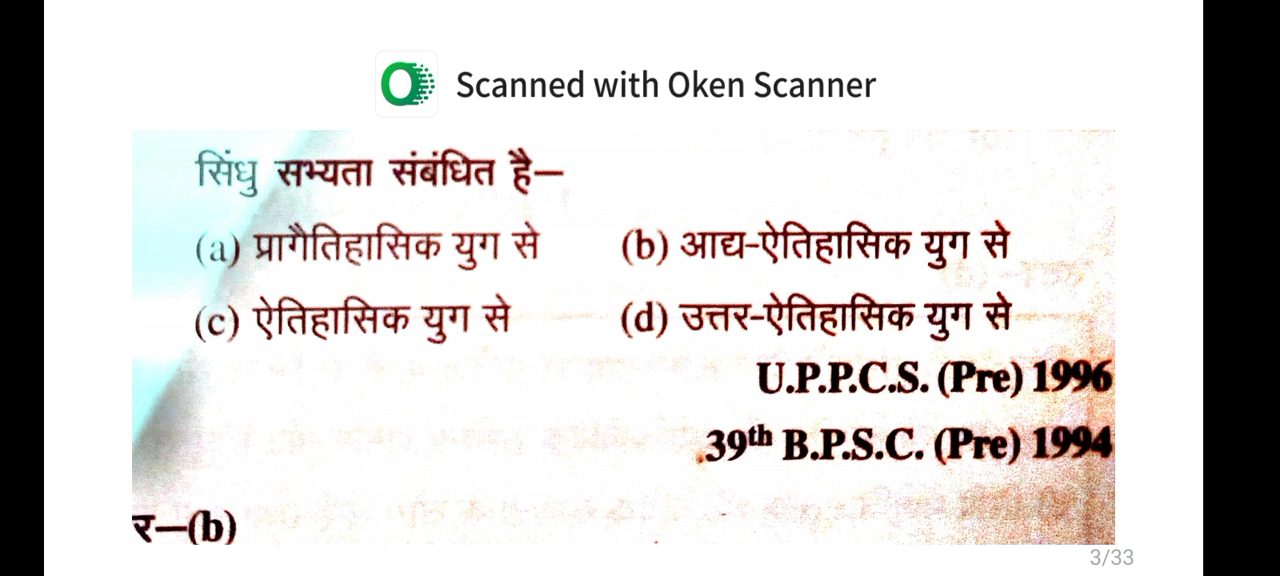 Scanned with Oken Scanner
सिंधु सभ्यता संबंधित है–
(a) प्रागैतिहासिक युग से (b) आद्य-ऐतिहासिक युग से
(c) ऐतिहासिक युग से (d) उत्तर-ऐतिहासिक युग से
U.P.P.C.S. (Pre) 1996
39th B.P.S.C. (Pre) 1994
र–(b)
3/33